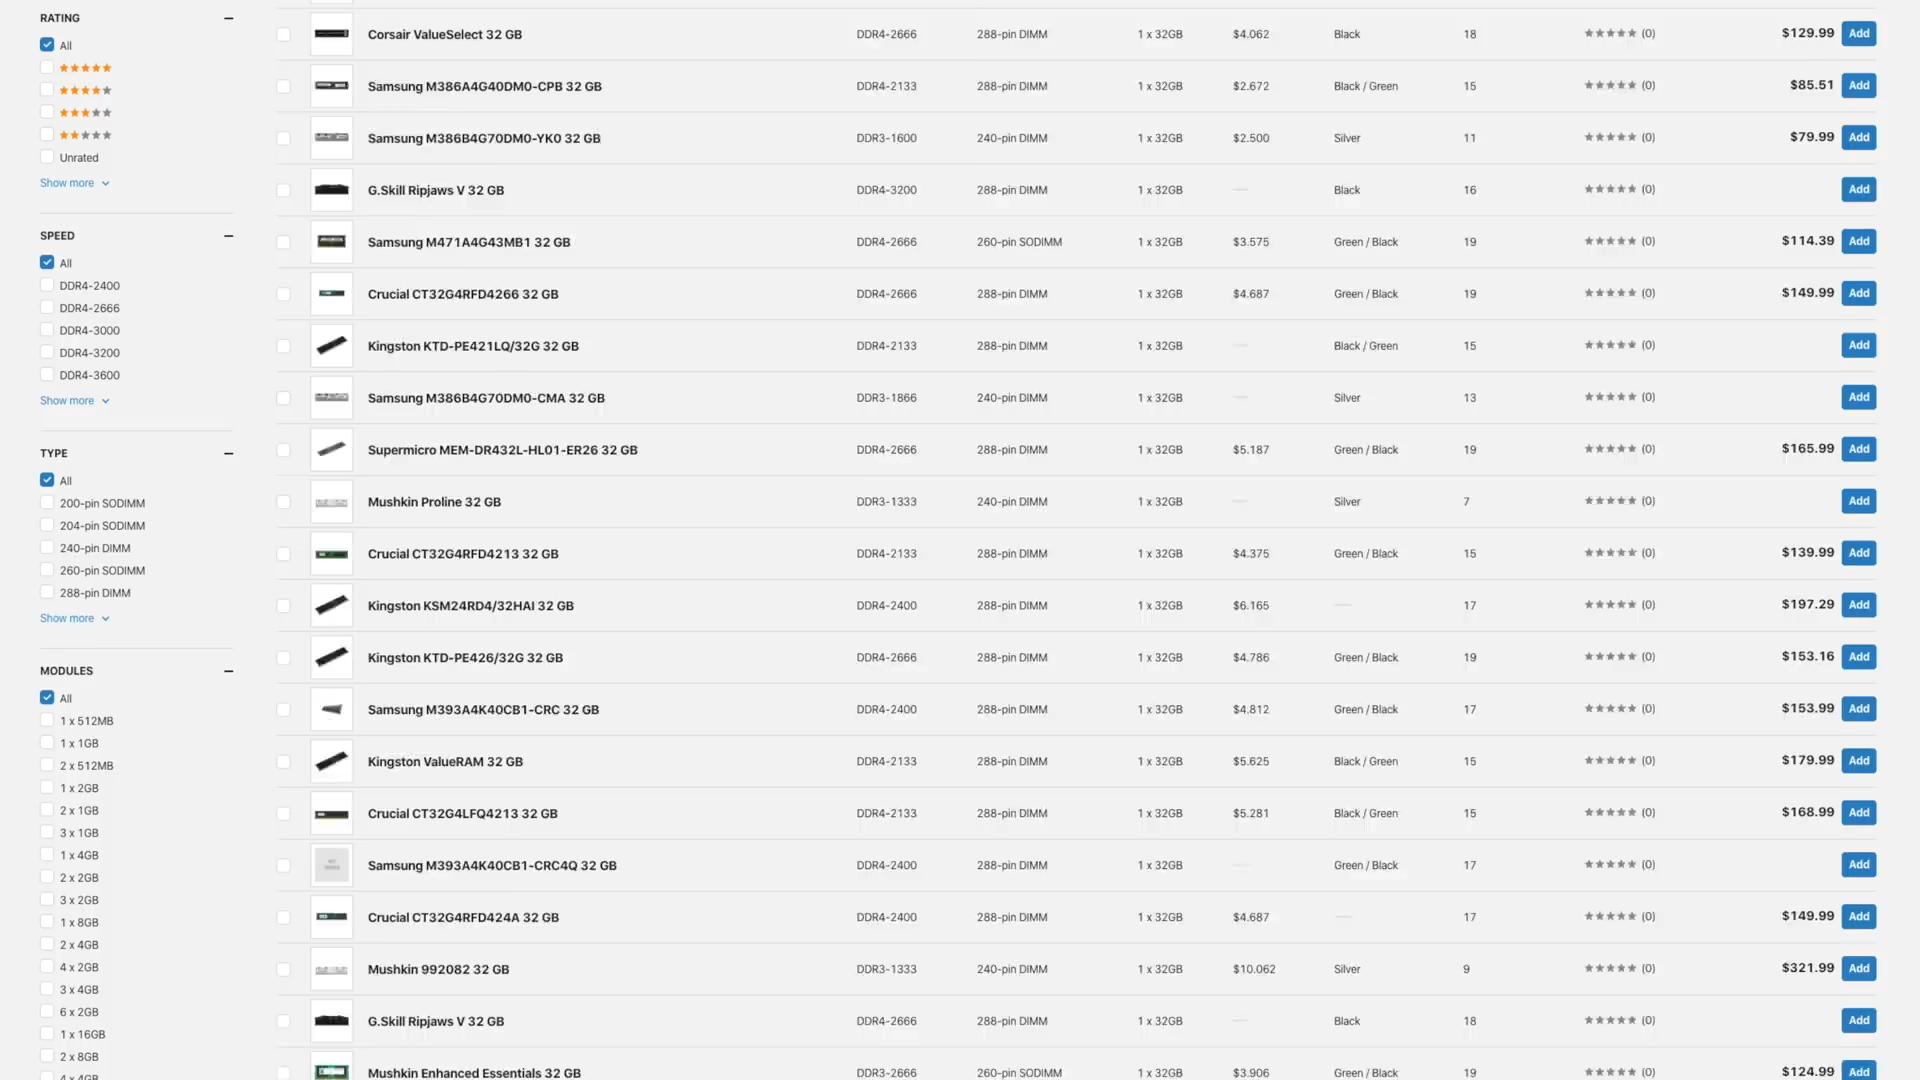 RATING
All
Unrated
Show more
SPEED
All
DDR4-2400
DDR4-2666
DDR4-3000
DDR4-3200
DDR4-3600
Show more
TYPE
All
200-pin SODIMM
204-pin SODIMM
240-pin DIMM
260-pin SODIMM
288-pin DIMM
Show more
MODULES
All
1 x 512MB
1 x 1GB
2 x 512MB
1 x 2GB
2 x 1GB
3 x 1GB
1 x 4GB
2 x 2GB
3 x 2GB
1 x 8GB
2 x 4GB
4 x 2GB
3 x 4GB
6 x 2GB
1 x 16GB
2 x 8GB
4 x 4GB
Corsair ValueSelect 32 GB DDR4-2666 288-pin DIMM 1 x 32GB $4.062 Black 18 (0) $129.99 Add
Samsung M386A4G40DM0-CPB 32 GB DDR4-2133 288-pin DIMM 1 x 32GB $2.672 Black / Green 15 (0) $85.51 Add
Samsung M386B4G70DM0-YK0 32 GB DDR3-1600 240-pin DIMM 1 x 32GB $2.500 Silver 11 (0) $79.99 Add
G.Skill Ripjaws V 32 GB DDR4-3200 288-pin DIMM 1 x 32GB — Black 16 (0) Add
Samsung M471A4G43MB1 32 GB DDR4-2666 260-pin SODIMM 1 x 32GB $3.575 Green / Black 19 (0) $114.39 Add
Crucial CT32G4RFD4266 32 GB DDR4-2666 288-pin DIMM 1 x 32GB $4.687 Green / Black 19 (0) $149.99 Add
Kingston KTD-PE421LQ/32G 32 GB DDR4-2133 288-pin DIMM 1 x 32GB — Black / Green 15 (0) Add
Samsung M386B4G70DM0-CMA 32 GB DDR3-1866 240-pin DIMM 1 x 32GB — Silver 13 (0) Add
Supermicro MEM-DR432L-HL01-ER26 32 GB DDR4-2666 288-pin DIMM 1 x 32GB $5.187 Green / Black 19 (0) $165.99 Add
Mushkin Proline 32 GB DDR3-1333 240-pin DIMM 1 x 32GB — Silver 7 (0) Add
Crucial CT32G4RFD4213 32 GB DDR4-2133 288-pin DIMM 1 x 32GB $4.375 Green / Black 15 (0) $139.99 Add
Kingston KSM24RD4/32HAI 32 GB DDR4-2400 288-pin DIMM 1 x 32GB $6.165 — 17 (0) $197.29 Add
Kingston KTD-PE426/32G 32 GB DDR4-2666 288-pin DIMM 1 x 32GB $4.786 Green / Black 19 (0) $153.16 Add
Samsung M393A4K40CB1-CRC 32 GB DDR4-2400 288-pin DIMM 1 x 32GB $4.812 Green / Black 17 (0) $153.99 Add
Kingston ValueRAM 32 GB DDR4-2133 288-pin DIMM 1 x 32GB $5.625 Black / Green 15 (0) $179.99 Add
Crucial CT32G4LFQ4213 32 GB DDR4-2133 288-pin DIMM 1 x 32GB $5.281 Black / Green 15 (0) $168.99 Add
Samsung M393A4K40CB1-CRC4Q 32 GB DDR4-2400 288-pin DIMM 1 x 32GB — Green / Black 17 (0) Add
Crucial CT32G4RFD424A 32 GB DDR4-2400 288-pin DIMM 1 x 32GB $4.687 — 17 (0) $149.99 Add
Mushkin 992082 32 GB DDR3-1333 240-pin DIMM 1 x 32GB $10.062 Silver 9 (0) $321.99 Add
G.Skill Ripjaws V 32 GB DDR4-2666 288-pin DIMM 1 x 32GB — Black 18 (0) Add
Mushkin Enhanced Essentials 32 GB DDR3-2666 260-pin SODIMM 1 x 32GB $3.906 Green / Black 19 (0) $124.99 Add